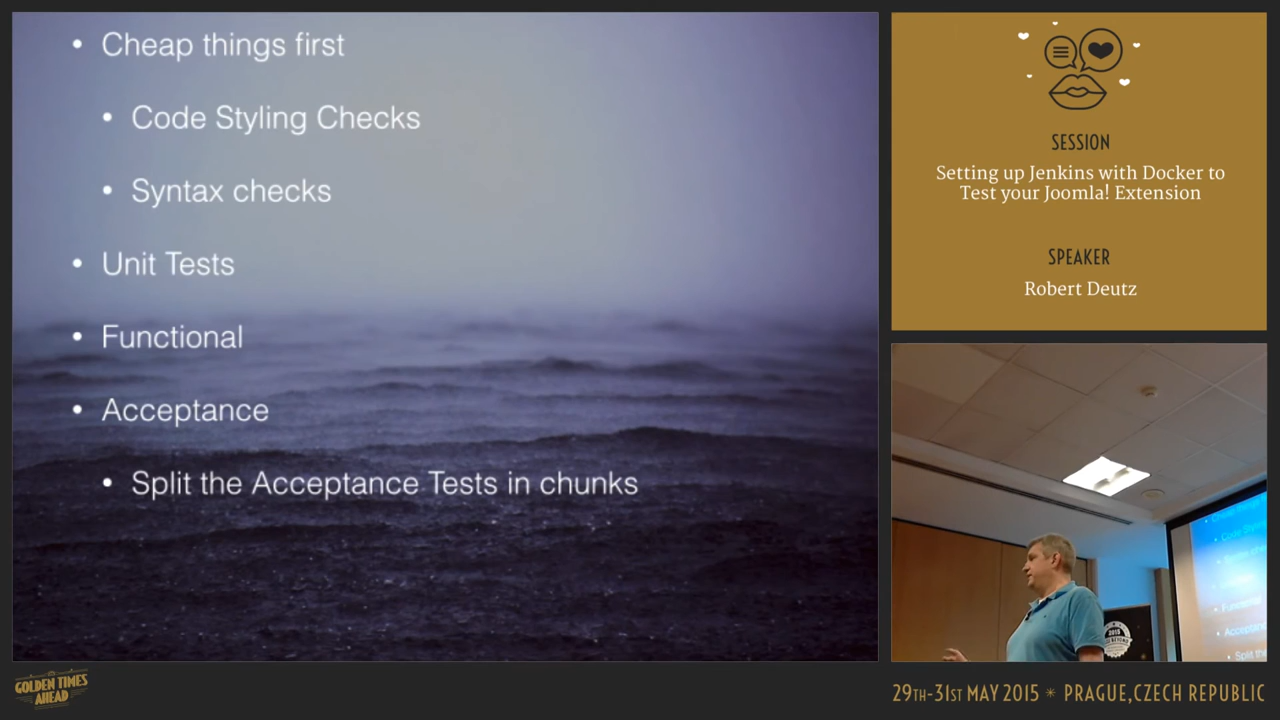 Cheap things first
Code Styling Checks
Syntax checks
Unit Tests
Functional
Acceptance
Split the Acceptance Tests in chunks
SESSION
Setting up Jenkins with Docker to
Test your Joomla! Extension
SPEAKER
Robert Deutz
2015
GOLDEN TIMES
AHEAD
29TH-31ST MAY 2015 * PRAGUE, CZECH REPUBLIC